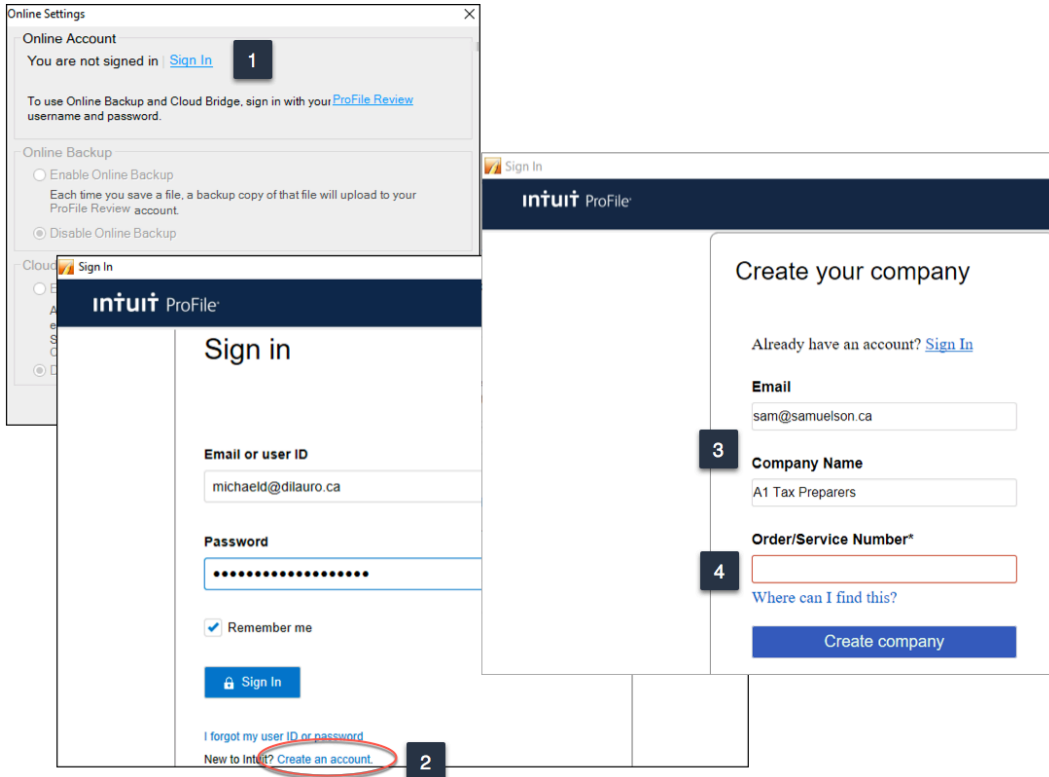 Online Settings
Online Account
You are not signed in | Sign In
1
To use Online Backup and Cloud Bridge, sign in with your ProFile Review
username and password.
Online Backup
Enable Online Backup
Each time you save a file, a backup copy of that file will upload to your
ProFile Review account.
Disable Online Backup
Cloud
E
A
e
S
C
D
Sign In
intuit ProFile
Sign in
Email or user ID
michaeld@dilauro.ca
Password
Remember me
Sign In
I forgot my user ID or password
New to Intuit? Create an account.
2
Sign In
intuit ProFile
Create your company
Already have an account? Sign In
Email
sam@samuelson.ca
3
Company Name
A1 Tax Preparers
Order/Service Number*
4
Where can I find this?
Create company